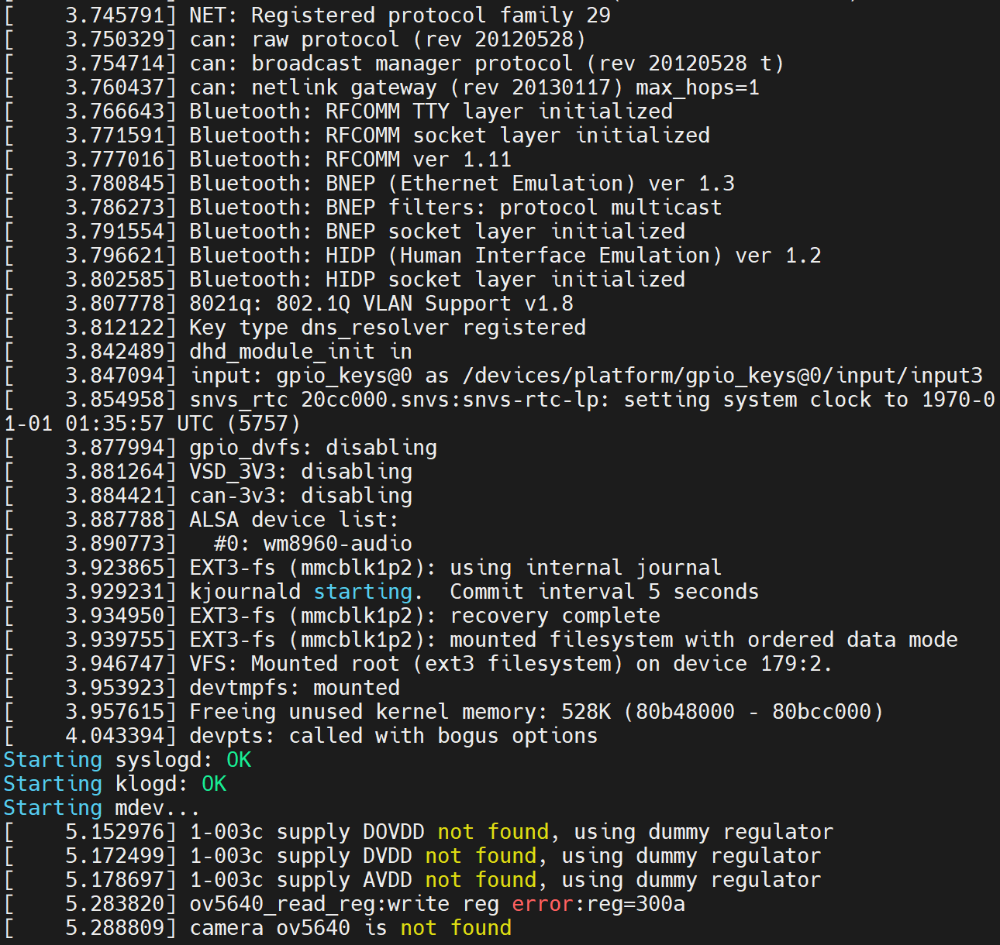 [    3.745791] NET: Registered protocol family 29
[    3.750329] can: raw protocol (rev 20120528)
[    3.754714] can: broadcast manager protocol (rev 20120528 t)
[    3.760437] can: netlink gateway (rev 20130117) max_hops=1
[    3.766643] Bluetooth: RFCOMM TTY layer initialized
[    3.771591] Bluetooth: RFCOMM socket layer initialized
[    3.777016] Bluetooth: RFCOMM ver 1.11
[    3.780845] Bluetooth: BNEP (Ethernet Emulation) ver 1.3
[    3.786273] Bluetooth: BNEP filters: protocol multicast
[    3.791554] Bluetooth: BNEP socket layer initialized
[    3.796621] Bluetooth: HIDP (Human Interface Emulation) ver 1.2
[    3.802585] Bluetooth: HIDP socket layer initialized
[    3.807778] 8021q: 802.1Q VLAN Support v1.8
[    3.812122] Key type dns_resolver registered
[    3.842489] dhd_module_init in
[    3.847094] input: gpio_keys@0 as /devices/platform/gpio_keys@0/input/input3
[    3.854958] snvs_rtc 20cc000.snvs:snvs-rtc-lp: setting system clock to 1970-0
1-01 01:35:57 UTC (5757)
[    3.877994] gpio_dvfs: disabling
[    3.881264] VSD_3V3: disabling
[    3.884421] can-3v3: disabling
[    3.887788] ALSA device list:
[    3.890773]   #0: wm8960-audio
[    3.923865] EXT3-fs (mmcblk1p2): using internal journal
[    3.929231] kjournald starting.  Commit interval 5 seconds
[    3.934950] EXT3-fs (mmcblk1p2): recovery complete
[    3.939755] EXT3-fs (mmcblk1p2): mounted filesystem with ordered data mode
[    3.946747] VFS: Mounted root (ext3 filesystem) on device 179:2.
[    3.953923] devtmpfs: mounted
[    3.957615] Freeing unused kernel memory: 528K (80b48000 - 80bcc000)
[    4.043394] devpts: called with bogus options
Starting syslogd: OK
Starting klogd: OK
Starting mdev...
[    5.152976] 1-003c supply DOVDD not found, using dummy regulator
[    5.172499] 1-003c supply DVDD not found, using dummy regulator
[    5.178697] 1-003c supply AVDD not found, using dummy regulator
[    5.283820] ov5640_read_reg:write reg error:reg=300a
[    5.288809] camera ov5640 is not found